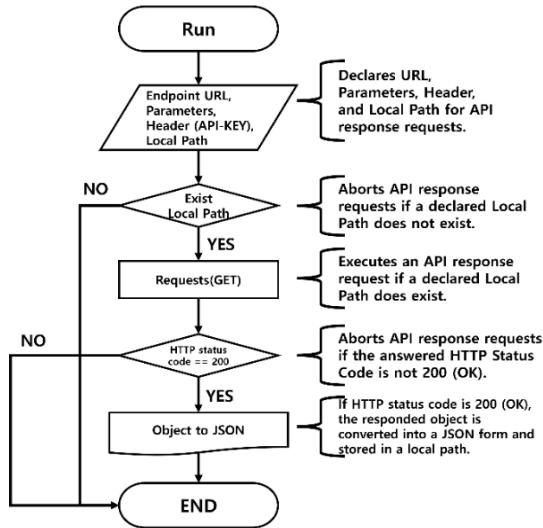 Run
Endpoint URL,
Parameters,
Header (API-KEY),
Local Path
Declares URL,
Parameters, Header,
and Local Path for API
response requests.
NO
Exist
Local Path
Aborts API response
requests if a declared Local
Path does not exist.
YES
Requests(GET)
Executes an API response
request if a declared Local
Path does exist.
NO
HTTP status
code == 200
Aborts API response requests
if the answered HTTP Status
Code is not 200 (OK).
YES
Object to JSON
If HTTP status code is 200 (OK),
the responded object is
converted into a JSON form and
stored in a local path.
END